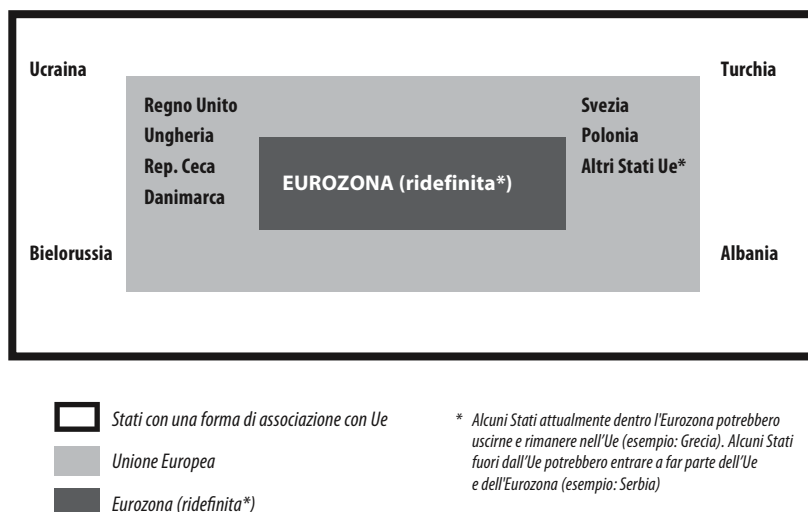 Ucraina
Turchia
Regno Unito
Ungheria
Rep. Ceca
Danimarca
Svezia
Polonia
Altri Stati Ue*
EUROZONA (ridefinita*)
Bielorussia
Albania
Stati con una forma di associazione con Ue
Unione Europea
Eurozona (ridefinita*)
* Alcuni Stati attualmente dentro l'Eurozona potrebbero
uscirne e rimanere nell'Ue (esempio: Grecia). Alcuni Stati
fuori dall'Ue potrebbero entrare a far parte dell'Ue
e dell'Eurozona (esempio: Serbia)